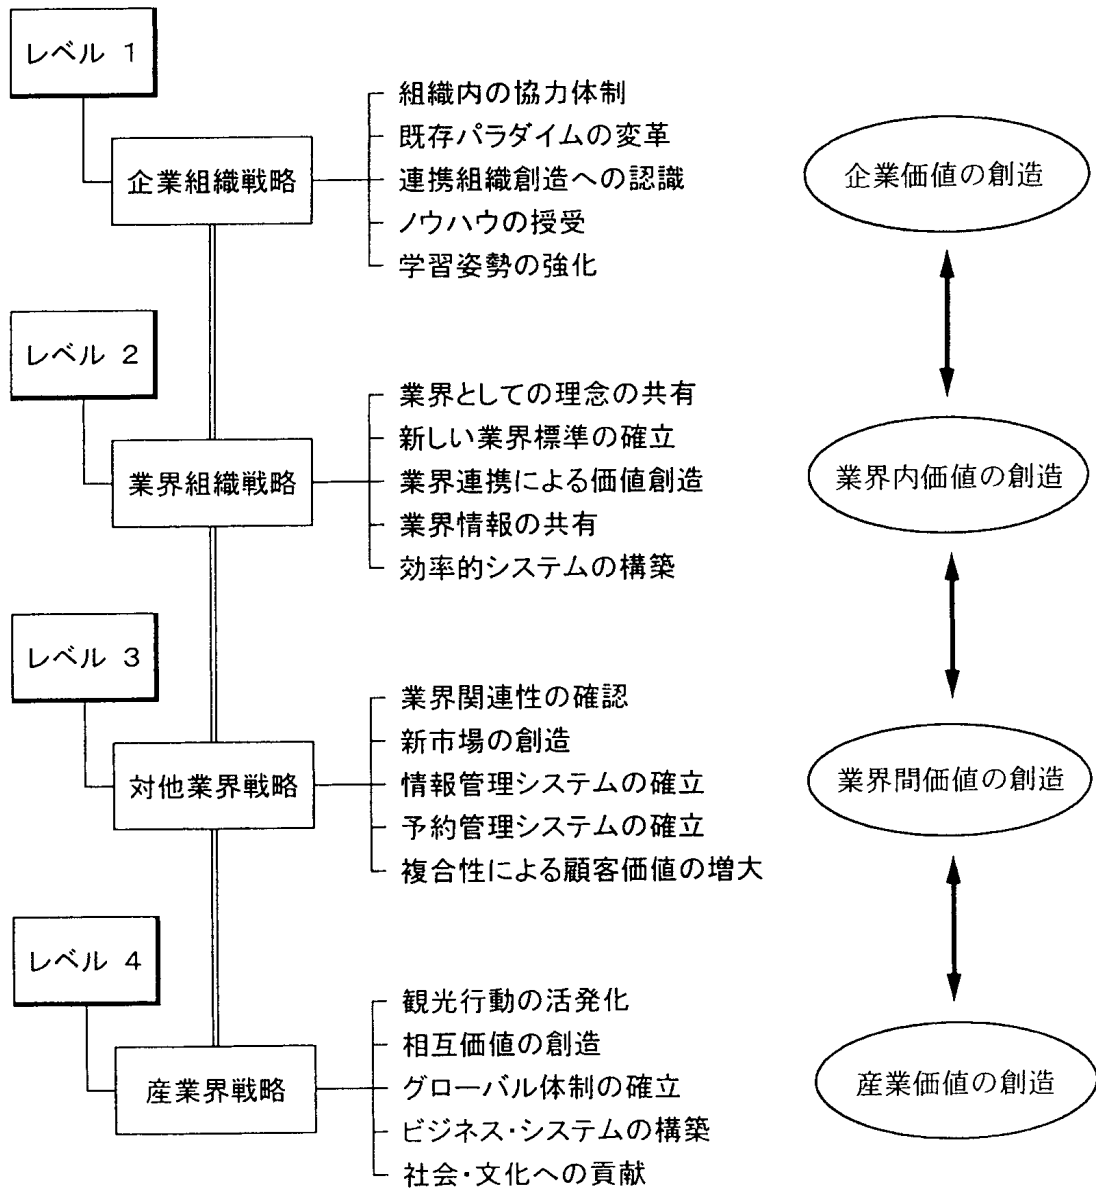 レベル 1
企業組織戦略
組織内の協力体制
既存パラダイムの変革
連携組織創造への認識
ノウハウの授受
学習姿勢の強化
企業価値の創造
レベル 2
業界組織戦略
業界としての理念の共有
新しい業界標準の確立
業界連携による価値創造
業界情報の共有
効率的システムの構築
業界内価値の創造
レベル 3
対他業界戦略
業界関連性の確認
新市場の創造
情報管理システムの確立
予約管理システムの確立
複合性による顧客価値の増大
業界間価値の創造
レベル 4
産業界戦略
観光行動の活発化
相互価値の創造
グローバル体制の確立
ビジネス・システムの構築
社会・文化への貢献
産業価値の創造